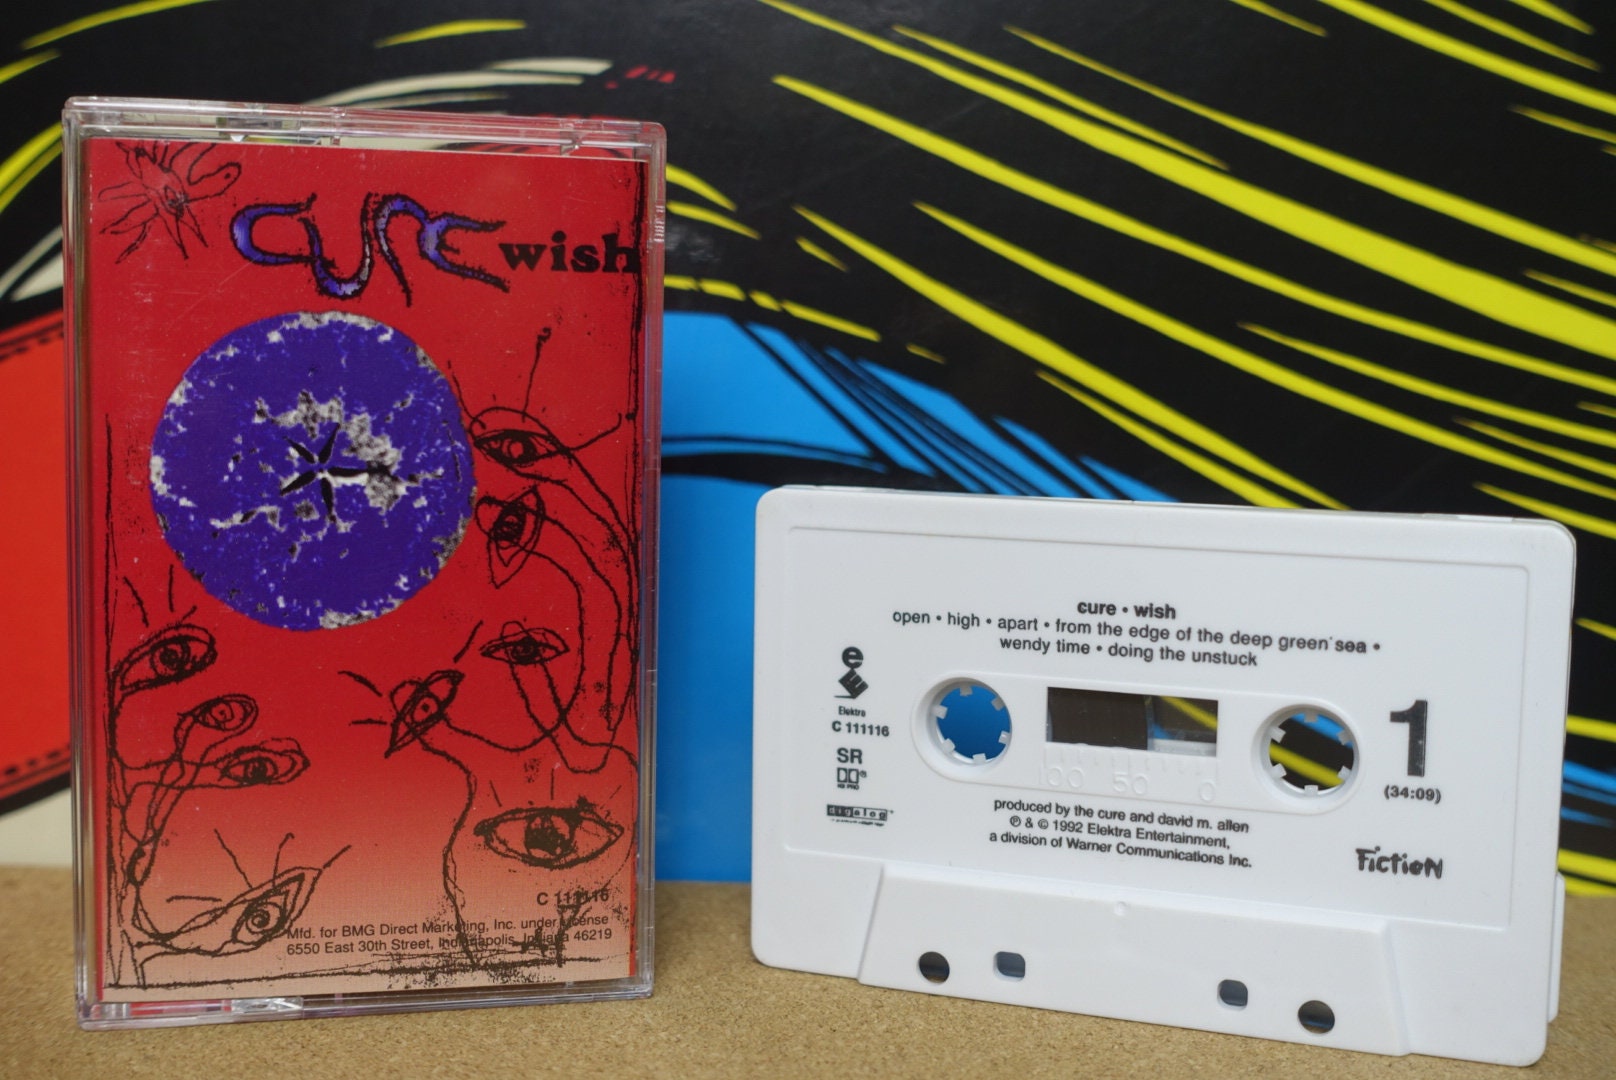 CURE wish
C 111116
Mfd. for BMG Direct Marketing, Inc. under license
6550 East 30th Street, Indianapolis, Indiana 46219
cure • wish
open • high • apart • from the edge of the deep green sea •
wendy time • doing the unstuck
e
Elektra
C 111116
SR
digalog
100 50 0
1
(34:09)
produced by the cure and david m. allen
℗ & © 1992 Elektra Entertainment,
a division of Warner Communications Inc.
FictioN